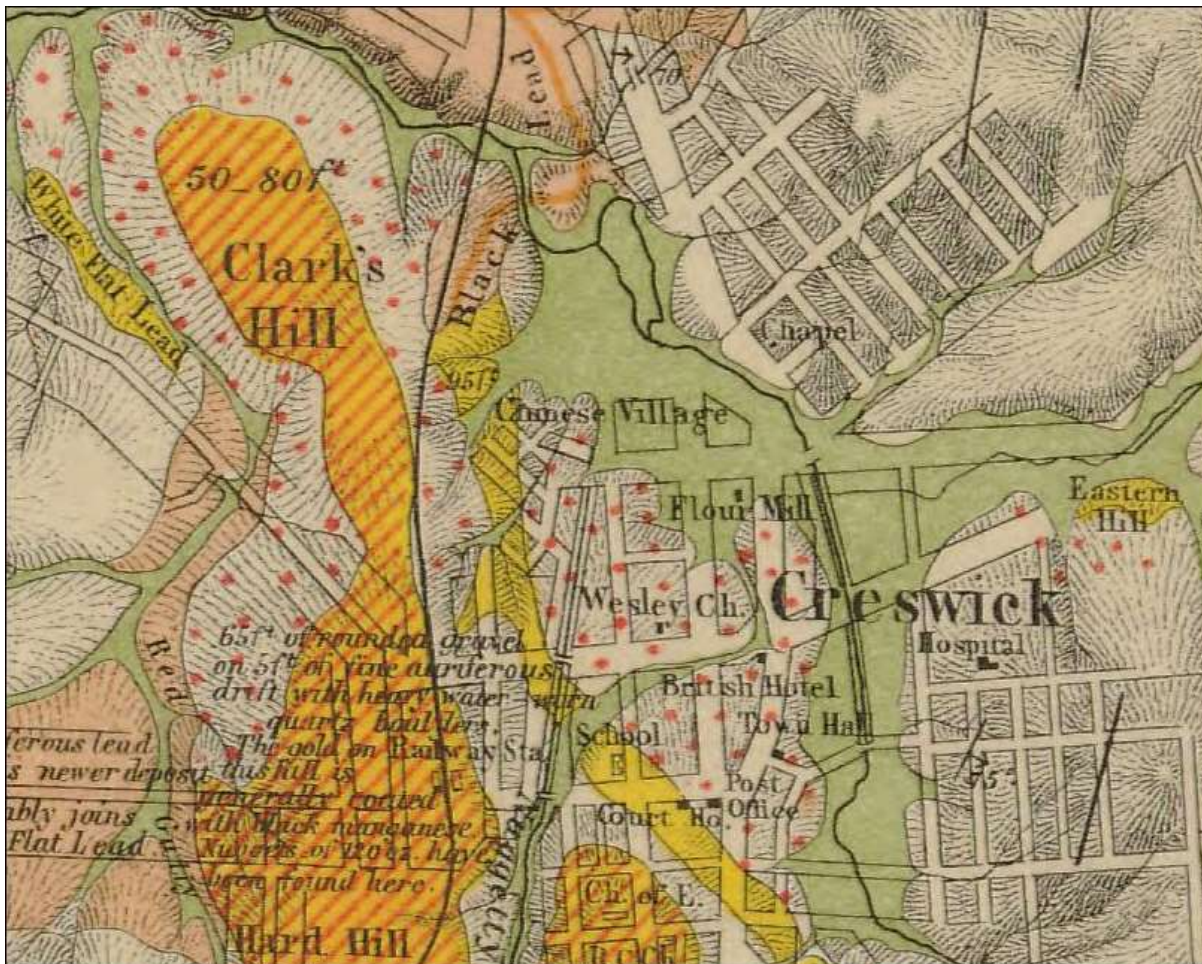 Lead
70
50_80ft
White Flat Lead
Clark's
Hill
Black
Chapel
95ft
Chinese Village
Flour Mill
Eastern
Hill
Wesley Ch.
Creswick
Hospital
65ft of rounded gravel
on 5ft of fine auriferous
drift with heavy water-worn
quartz boulders.
The gold on
this hill is
generally coated
with black manganese
Nuggets of 120oz. have
been found here.
Railway Sta.
British Hotel
Town Hall
School
Post
Office
Court Ho.
Red
Gully
ferous lead
s newer deposit
ably joins
Flat Lead.
Ch. of E.
R.C.Ch.
Hard Hill